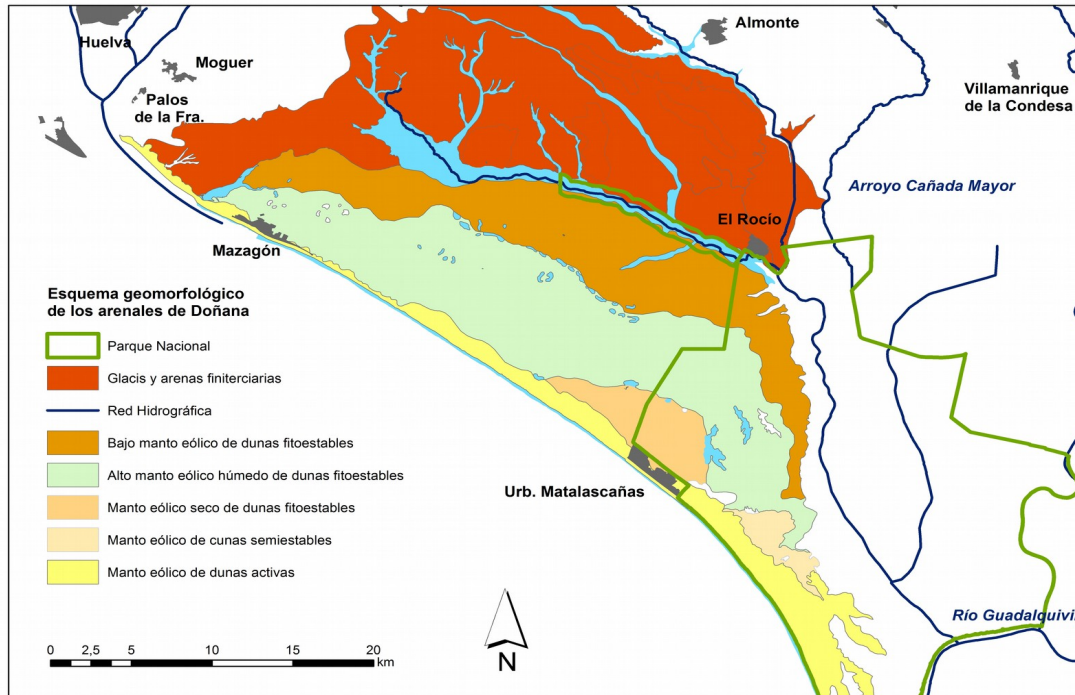 Huelva
Moguer
Palos
de la Fra.
Almonte
Villamanrique
de la Condesa
Arroyo Cañada Mayor
El Rocío
Mazagón
Urb. Matalascañas
Río Guadalquivi
Esquema geomorfológico
de los arenales de Doñana
Parque Nacional
Glacis y arenas finiterciarias
Red Hidrográfica
Bajo manto eólico de dunas fitoestables
Alto manto eólico húmedo de dunas fitoestables
Manto eólico seco de dunas fitoestables
Manto eólico de cunas semiestables
Manto eólico de dunas activas
0 2,5 5 10 15 20
km
N